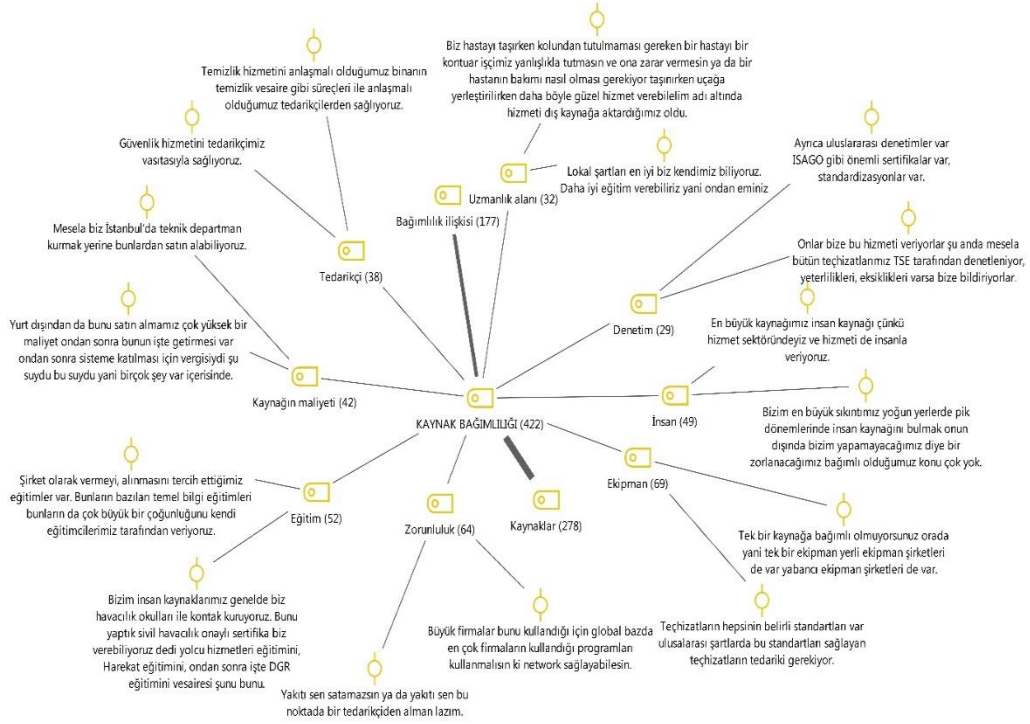 Biz hastayı taşırken kolundan tutulmaması gereken bir hastayı bir
kontuar işçimiz yanlışlıkla tutmasın ve ona zarar vermesin ya da bir
hastanın bakımı nasıl olması gerekiyor taşınırken uçağa
yerleştirilirken daha böyle güzel hizmet verebilelim adı altında
hizmeti dış kaynağa aktardığımız oldu.
Temizlik hizmetini anlaşmalı olduğumuz binanın
temizlik vesaire gibi süreçleri ile anlaşmalı
olduğumuz tedarikçilerden sağlıyoruz.
Güvenlik hizmetini tedarikçimiz
vasıtasıyla sağlıyoruz.
Ayrıca uluslararası denetimler var
ISAGO gibi önemli sertifikalar var,
standardizasyonlar var.
Lokal şartları en iyi biz kendimiz biliyoruz.
Daha iyi eğitim verebiliriz yani ondan eminiz
Uzmanlık alanı (32)
Bağımlılık ilişkisi (177)
Mesela biz İstanbul'da teknik departman
kurmak yerine bunlardan satın alabiliyoruz.
Tedarikçi (38)
Onlar bize bu hizmeti veriyorlar şu anda mesela
bütün teçhizatlarımız TSE tarafından denetleniyor,
yeterlilikleri, eksiklikleri varsa bize bildiriyorlar.
Denetim (29)
Yurt dışından da bunu satın almamız çok yüksek bir
maliyet ondan sonra bunun işte getirmesi var
ondan sonra sisteme katılması için vergisiydi şu
suydu bu suydu yani birçok şey var içerisinde.
En büyük kaynağımız insan kaynağı çünkü
hizmet sektöründeyiz ve hizmeti de insanla
veriyoruz.
Kaynağın maliyeti (42)
KAYNAK BAĞIMLILIĞI (422)
İnsan (49)
Bizim en büyük sıkıntımız yoğun yerlerde pik
dönemlerinde insan kaynağını bulmak onun
dışında bizim yapamayacağımız diye bir
zorlanacağımız bağımlı olduğumuz konu çok yok.
Şirket olarak vermeyi, alınmasını tercih ettiğimiz
eğitimler var. Bunların bazıları temel bilgi eğitimleri
bunların da çok büyük bir çoğunluğunu kendi
eğitimcilerimiz tarafından veriyoruz.
Eğitim (52)
Zorunluluk (64)
Kaynaklar (278)
Ekipman (69)
Tek bir kaynağa bağımlı olmuyorsunuz orada
yani tek bir ekipman yerli ekipman şirketleri
de var yabancı ekipman şirketleri de var.
Bizim insan kaynaklarımız genelde biz
havacılık okulları ile kontak kuruyoruz. Bunu
yaptık sivil havacılık onaylı sertifika biz
verebiliyoruz dedi yolcu hizmetleri eğitimini,
Harekat eğitimini, ondan sonra işte DGR
eğitimini vesairesi şunu bunu.
Büyük firmalar bunu kullandığı için global bazda
en çok firmaların kullandığı programları
kullanmalısın ki network sağlayabilesin.
Teçhizatların hepsinin belirli standartları var
ulusalarası şartlarda bu standartları sağlayan
teçhizatların tedariki gerekiyor.
Yakıtı sen satamazsın ya da yakıtı sen bu
noktada bir tedarikçiden alman lazım.